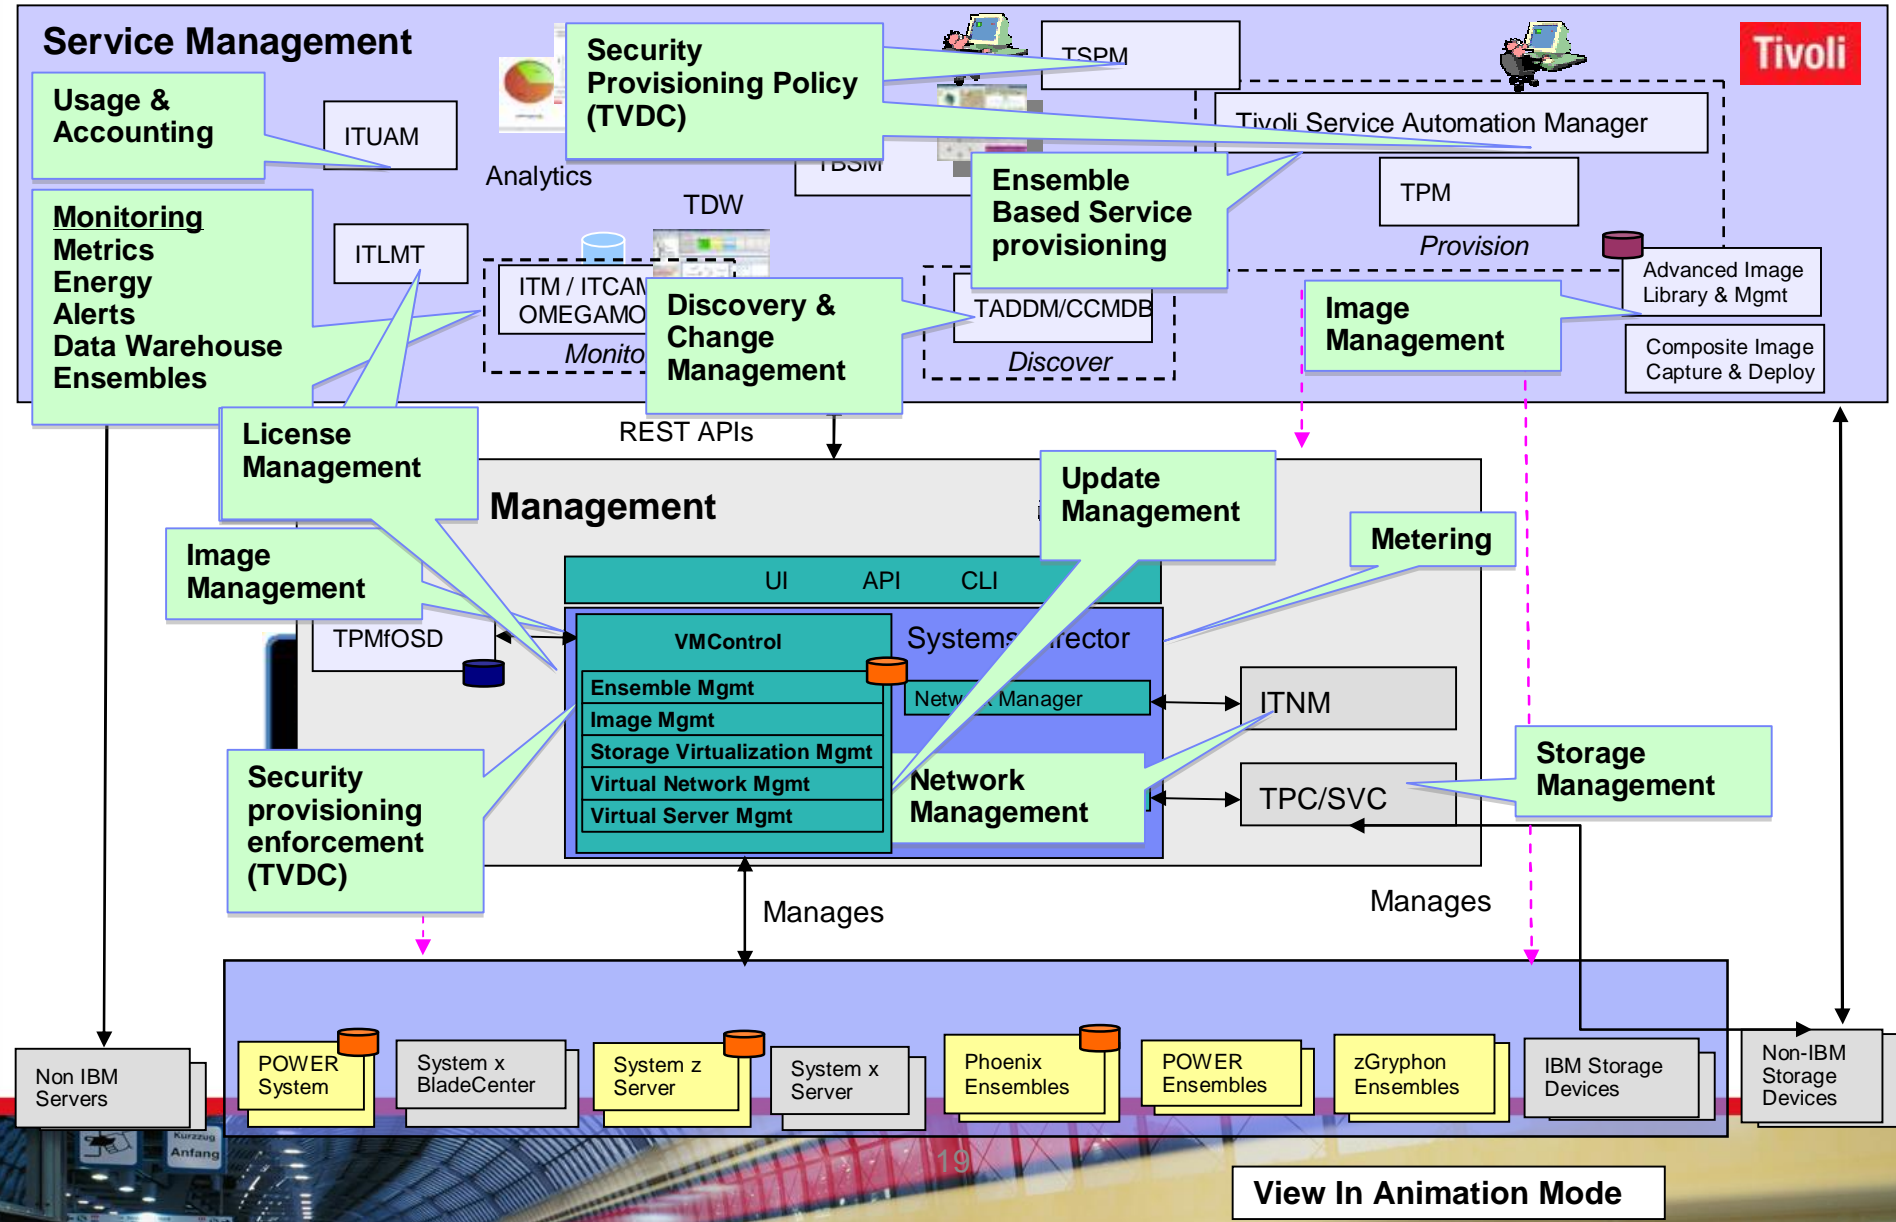 Service Management
Tivoli
Usage &
Accounting
ITUAM
Analytics
Security
Provisioning Policy
(TVDC)
TSPM
Tivoli Service Automation Manager
TBSM
TDW
TPM
Provision
Ensemble
Based Service
provisioning
Monitoring
Metrics
Energy
Alerts
Data Warehouse
Ensembles
ITLMT
ITM / ITCAM
OMEGAMO
Monito
Discovery &
Change
Management
TADDM/CCMDB
Discover
Image
Management
Advanced Image
Library & Mgmt
Composite Image
Capture & Deploy
License
Management
REST APIs
Management
Update
Management
Metering
Image
Management
UI API CLI
TPMfOSD
VMControl
Ensemble Mgmt
Image Mgmt
Storage Virtualization Mgmt
Virtual Network Mgmt
Virtual Server Mgmt
Systems Director
Network Manager
Network
Management
ITNM
TPC/SVC
Storage
Management
Security
provisioning
enforcement
(TVDC)
Manages
Manages
Non IBM
Servers
POWER
System
System x
BladeCenter
System z
Server
System x
Server
Phoenix
Ensembles
POWER
Ensembles
zGryphon
Ensembles
IBM Storage
Devices
Non-IBM
Storage
Devices
Kurzzug
Anfang
19
View In Animation Mode